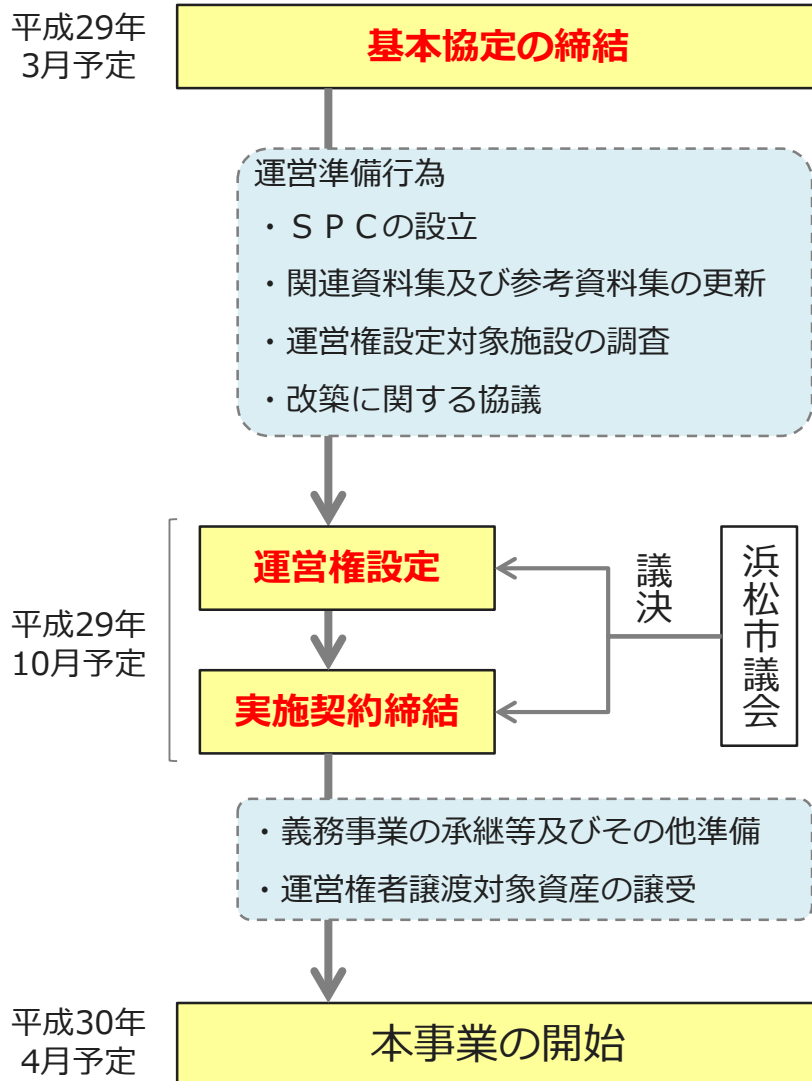 平成29年
3月予定
基本協定の締結
運営準備行為
・ＳＰＣの設立
・関連資料集及び参考資料集の更新
・運営権設定対象施設の調査
・改築に関する協議
平成29年
10月予定
運営権設定
実施契約締結
議決
浜松市議会
・義務事業の承継等及びその他準備
・運営権者譲渡対象資産の譲受
平成30年
4月予定
本事業の開始